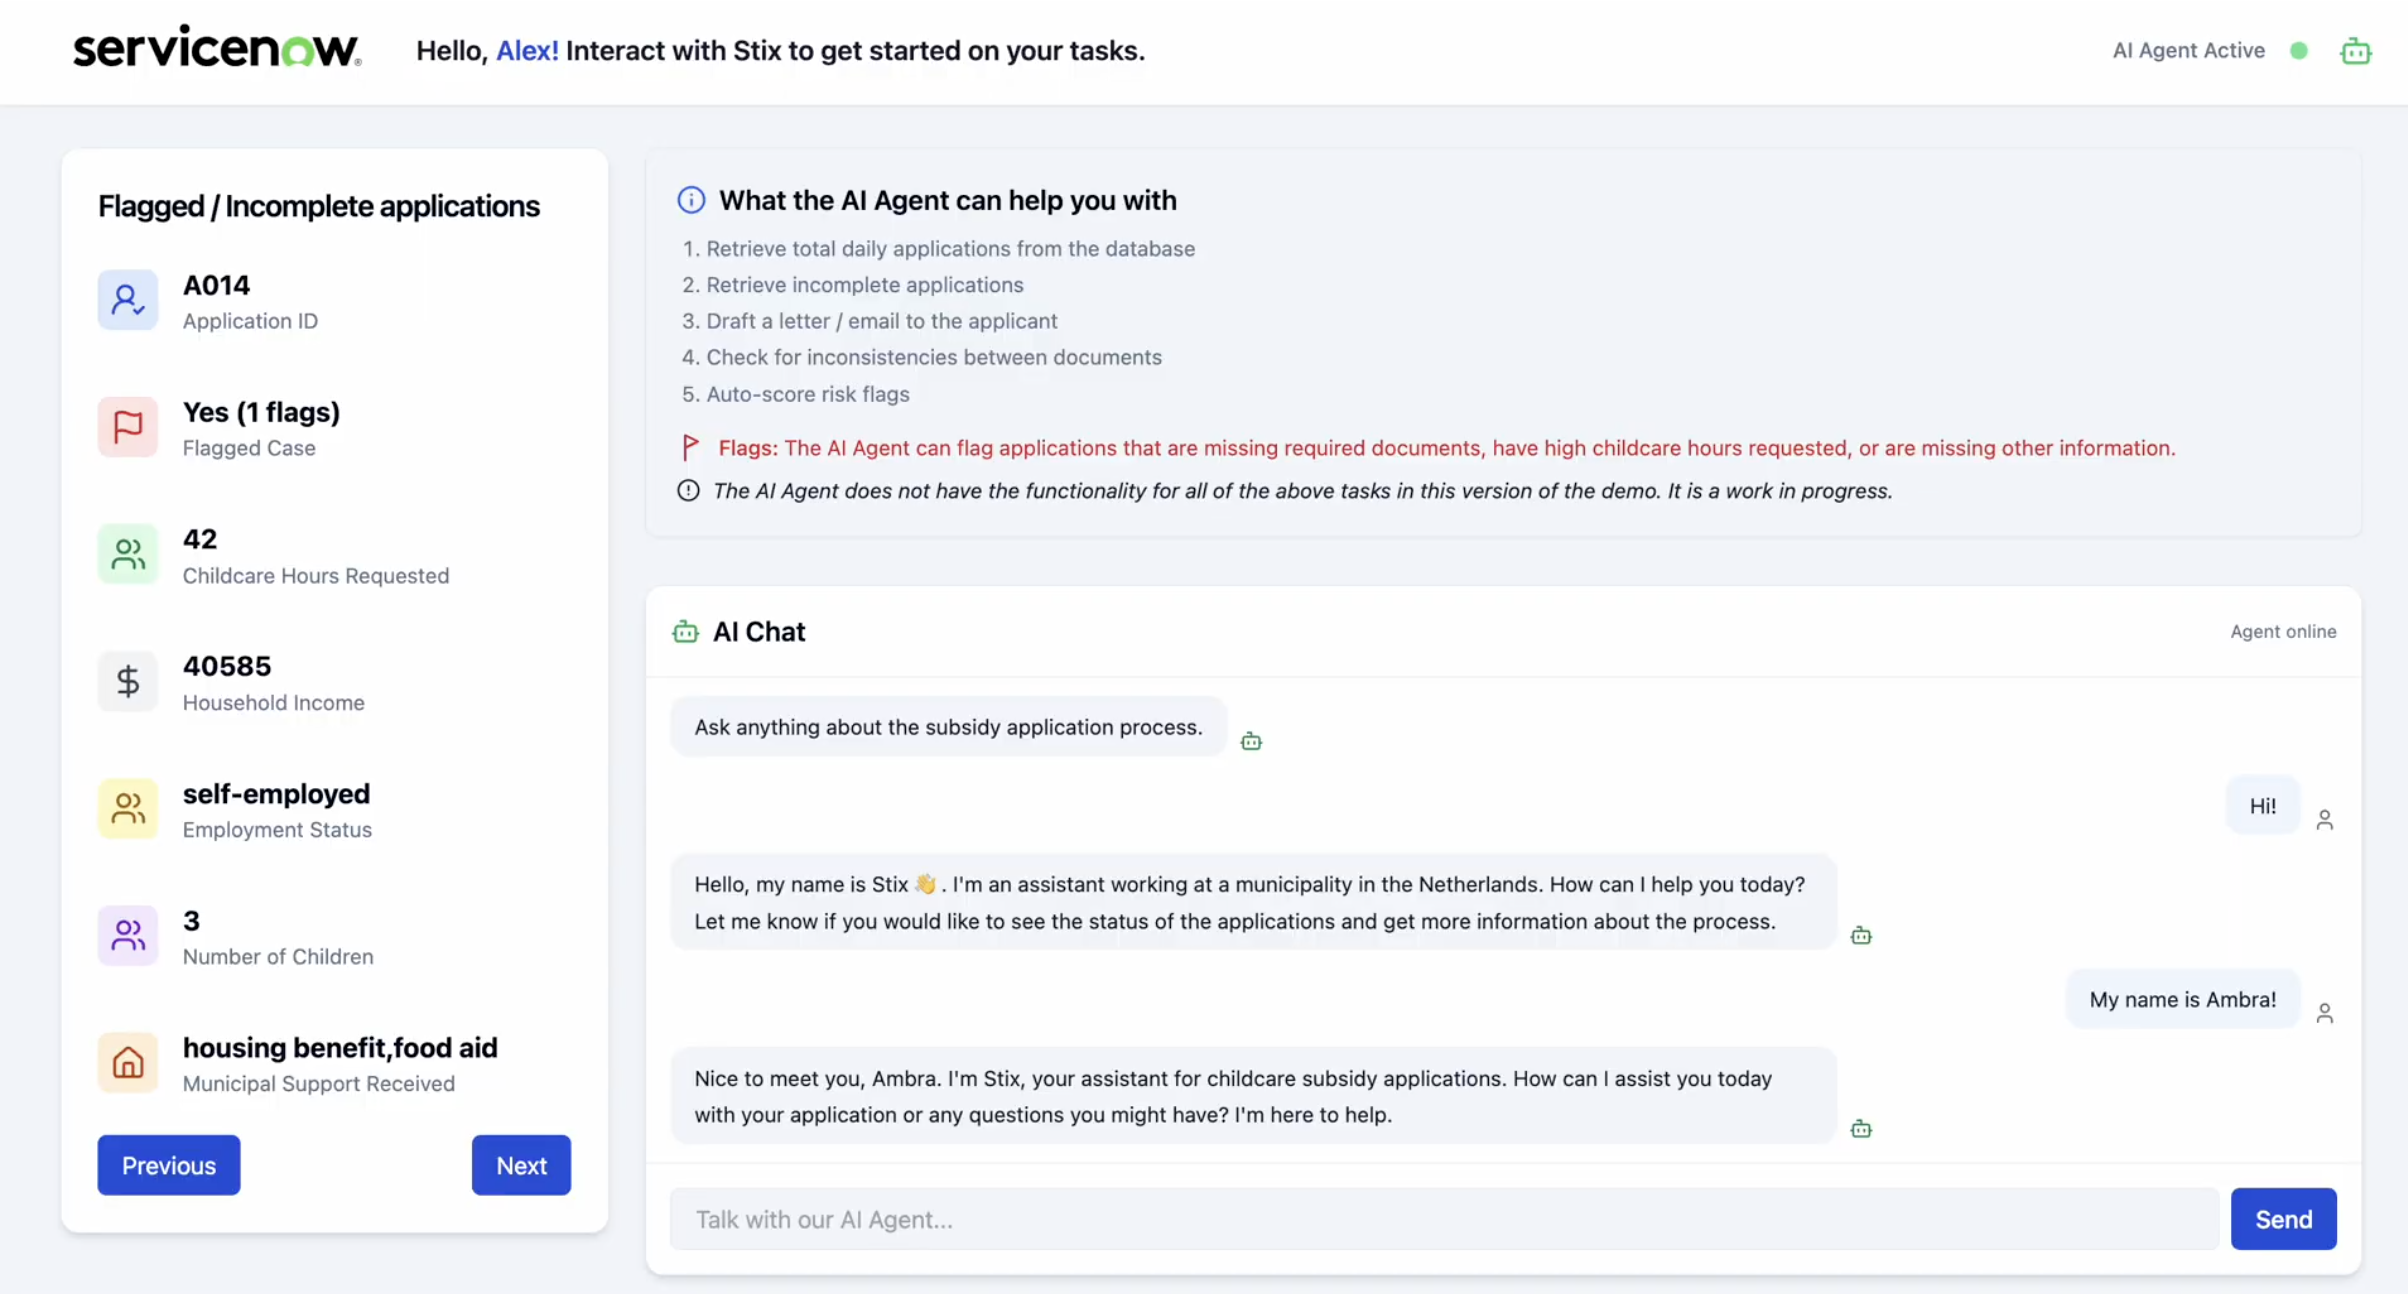 servicenow®
Hello, Alex! Interact with Stix to get started on your tasks.
AI Agent Active
Flagged / Incomplete applications
A014
Application ID
Yes (1 flags)
Flagged Case
42
Childcare Hours Requested
40585
Household Income
self-employed
Employment Status
3
Number of Children
housing benefit,food aid
Municipal Support Received
Previous
Next
What the AI Agent can help you with
1. Retrieve total daily applications from the database
2. Retrieve incomplete applications
3. Draft a letter / email to the applicant
4. Check for inconsistencies between documents
5. Auto-score risk flags
Flags: The AI Agent can flag applications that are missing required documents, have high childcare hours requested, or are missing other information.
The AI Agent does not have the functionality for all of the above tasks in this version of the demo. It is a work in progress.
AI Chat
Agent online
Ask anything about the subsidy application process.
Hi!
Hello, my name is Stix 👋 . I'm an assistant working at a municipality in the Netherlands. How can I help you today?
Let me know if you would like to see the status of the applications and get more information about the process.
My name is Ambra!
Nice to meet you, Ambra. I'm Stix, your assistant for childcare subsidy applications. How can I assist you today
with your application or any questions you might have? I'm here to help.
Talk with our AI Agent...
Send